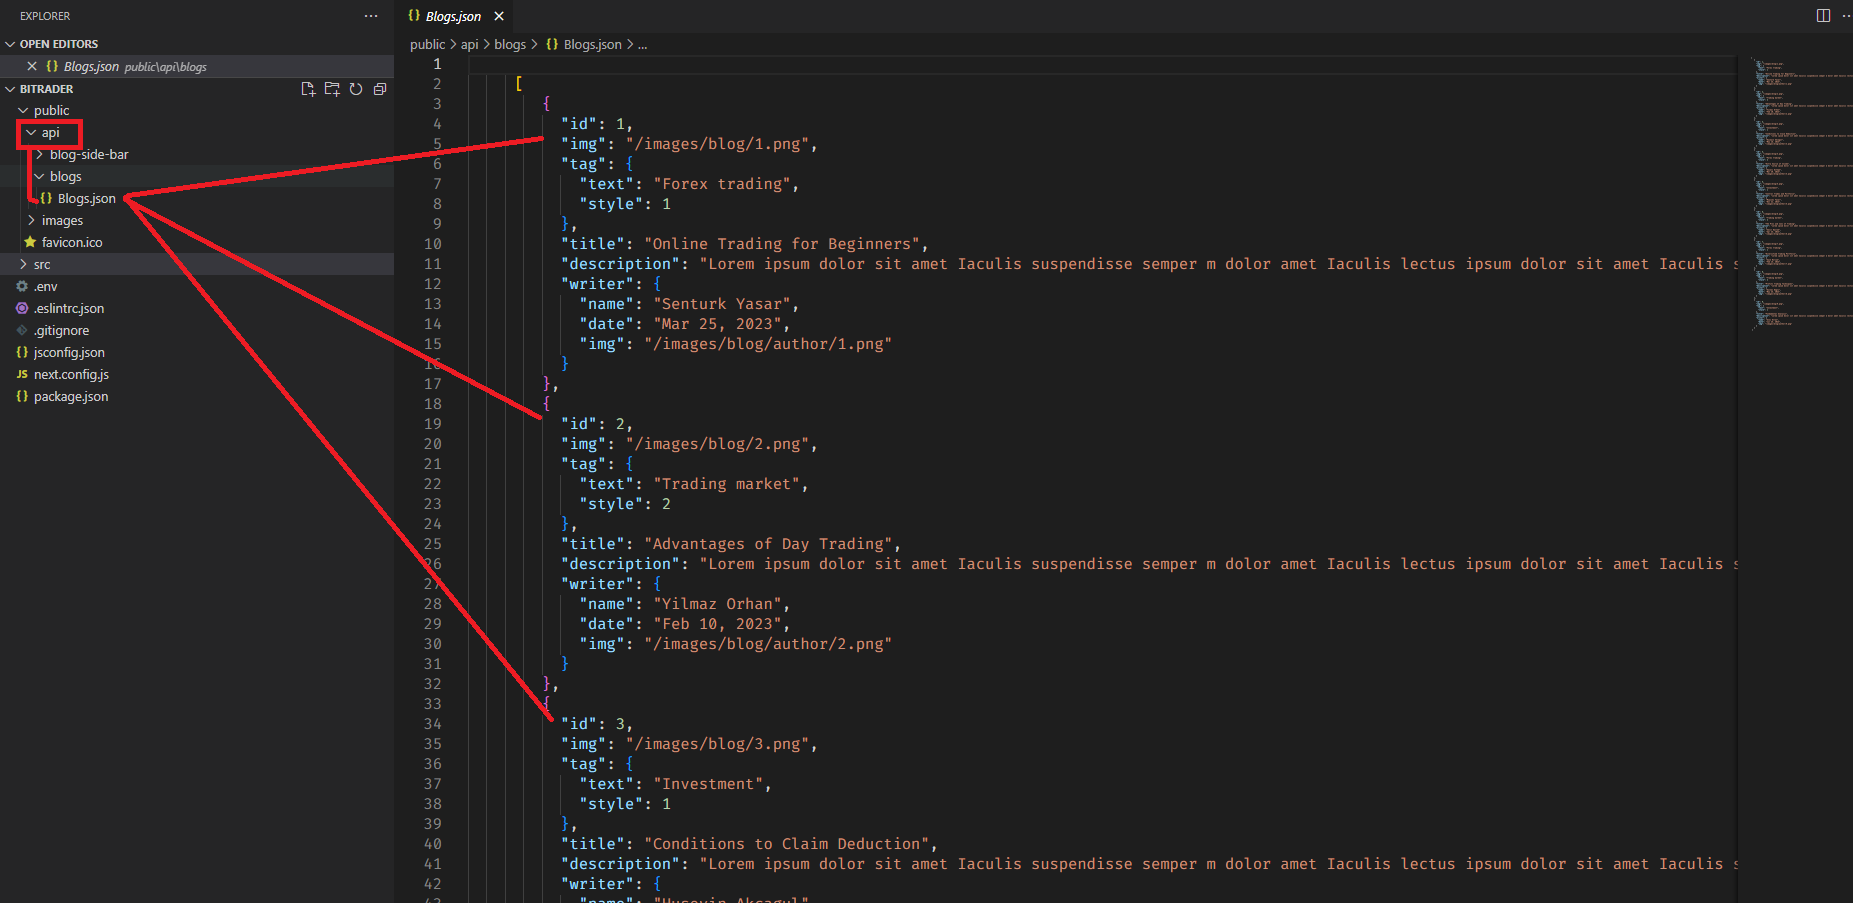 EXPLORER
OPEN EDITORS
Blogs.json public\api\blogs
BITRADER
public
api
blog-side-bar
blogs
Blogs.json
images
favicon.ico
src
.env
.eslintrc.json
.gitignore
jsconfig.json
JS next.config.js
package.json
Blogs.json
public > api > blogs > {} Blogs.json > ...
1
2 [
3 {
4 "id": 1,
5 "img": "/images/blog/1.png",
6 "tag": {
7 "text": "Forex trading",
8 "style": 1
9 },
10 "title": "Online Trading for Beginners",
11 "description": "Lorem ipsum dolor sit amet Iaculis suspendisse semper m dolor amet Iaculis lectus ipsum dolor sit amet Iaculis s
12 "writer": {
13 "name": "Senturk Yasar",
14 "date": "Mar 25, 2023",
15 "img": "/images/blog/author/1.png"
16 }
17 },
18 {
19 "id": 2,
20 "img": "/images/blog/2.png",
21 "tag": {
22 "text": "Trading market",
23 "style": 2
24 },
25 "title": "Advantages of Day Trading",
26 "description": "Lorem ipsum dolor sit amet Iaculis suspendisse semper m dolor amet Iaculis lectus ipsum dolor sit amet Iaculis s
27 "writer": {
28 "name": "Yilmaz Orhan",
29 "date": "Feb 10, 2023",
30 "img": "/images/blog/author/2.png"
31 }
32 },
33 {
34 "id": 3,
35 "img": "/images/blog/3.png",
36 "tag": {
37 "text": "Investment",
38 "style": 1
39 },
40 "title": "Conditions to Claim Deduction",
41 "description": "Lorem ipsum dolor sit amet Iaculis suspendisse semper m dolor amet Iaculis lectus ipsum dolor sit amet Iaculis s
42 "writer": {
43 "name":